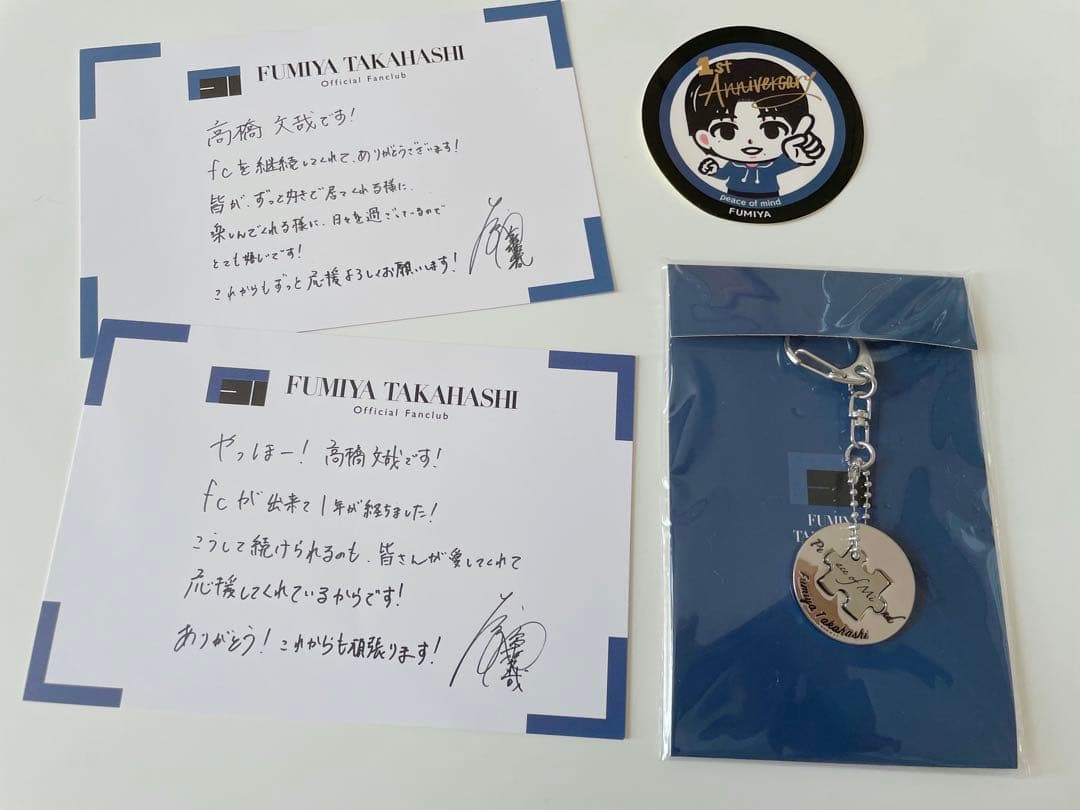 FUMIYA TAKAHASHI
Official Fanclub
高橋 文哉です!
fcを継続してくれて、ありがとうございます!
皆が、ずっと好きで居てくれる様に、
楽しんでくれる様に、日々を過ごしているので
とても嬉しいです!
これからもずっと応援よろしくお願いします!
1st
Anniversary
peace of mind
FUMIYA
FUMIYA TAKAHASHI
Official Fanclub
やっほー! 高橋文哉です!
fcが出来て1年が経ちました!
こうして続けられるのも、皆さんが愛してくれて
応援してくれているからです!
ありがとう! これからも頑張ります!
FUMI
TA
Peace of Mind
Fumiya Takahashi